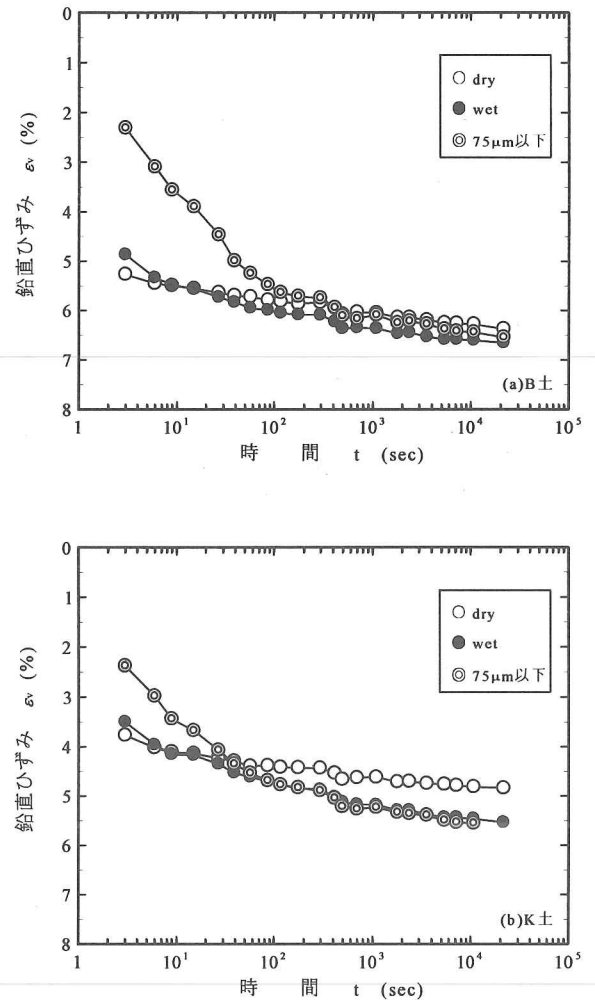 0
1
2
3
4
5
6
7
8
鉛直ひずみ εv (%)
dry
wet
75μm以下
(a)B土
1 10¹ 10² 10³ 10⁴ 10⁵
時 間 t (sec)
0
1
2
3
4
5
6
7
8
鉛直ひずみ εv (%)
dry
wet
75μm以下
(b)K土
1 10¹ 10² 10³ 10⁴ 10⁵
時 間 t (sec)